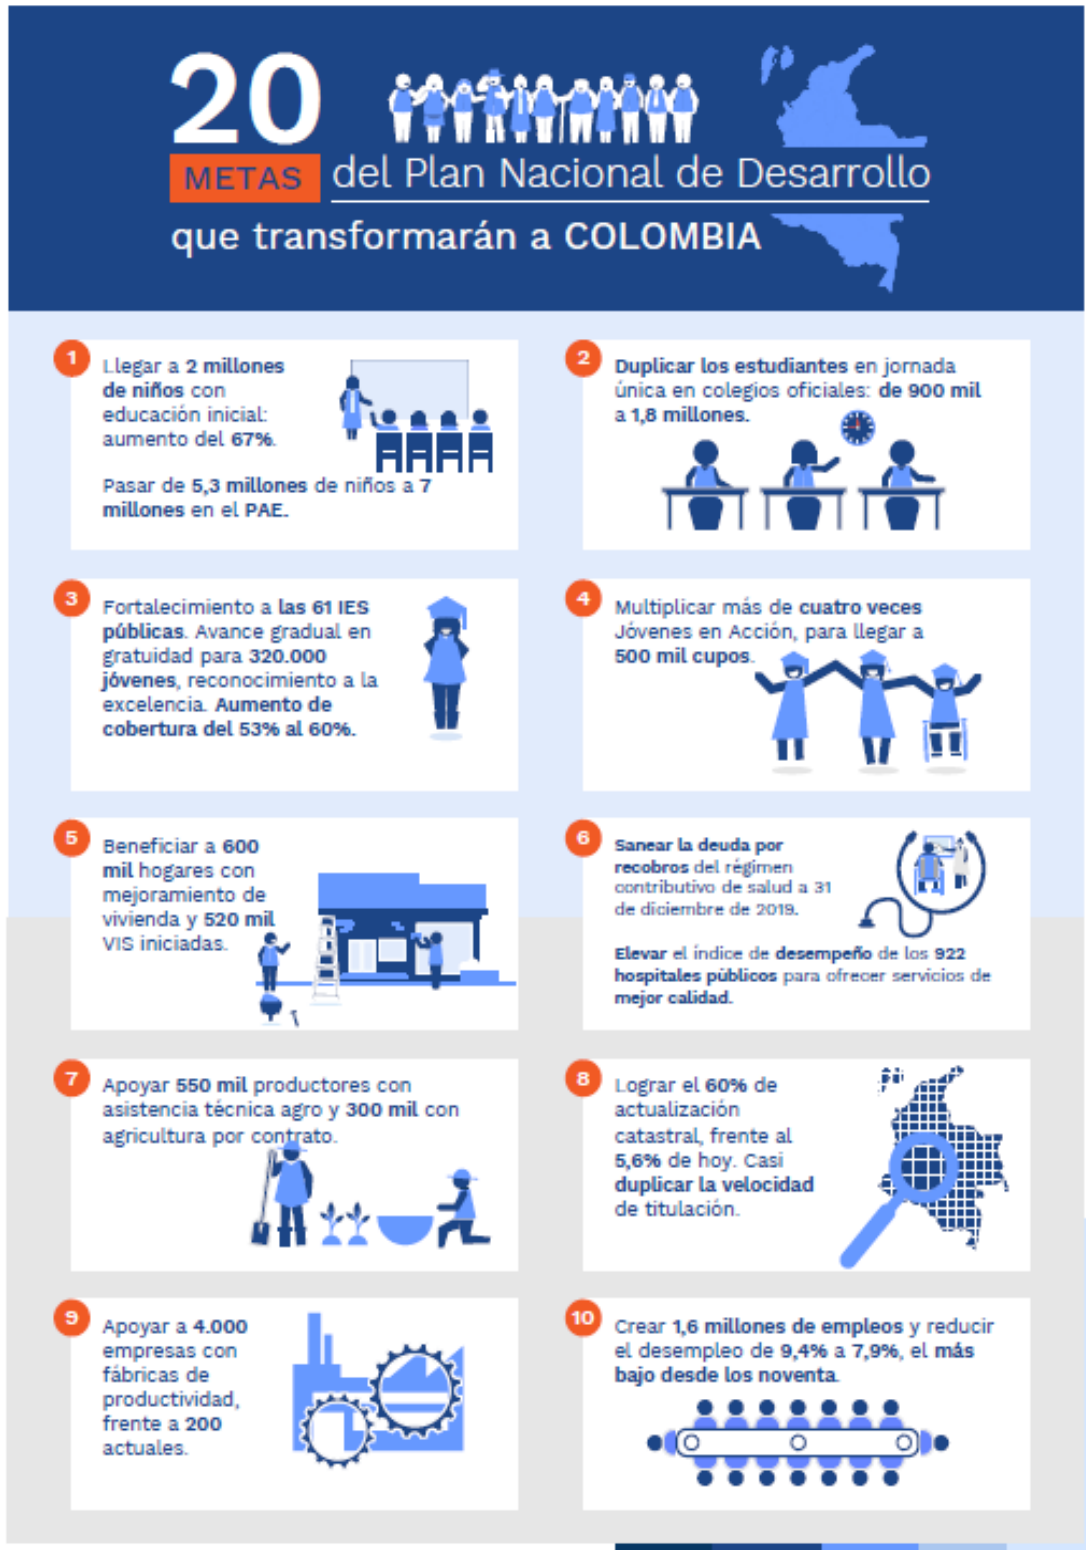 20
METAS del Plan Nacional de Desarrollo
que transformarán a COLOMBIA
1
Llegar a 2 millones
de niños con
educación inicial:
aumento del 67%.
Pasar de 5,3 millones de niños a 7
millones en el PAE.
2
Duplicar los estudiantes en jornada
única en colegios oficiales: de 900 mil
a 1,8 millones.
3
Fortalecimiento a las 61 IES
públicas. Avance gradual en
gratuidad para 320.000
jóvenes, reconocimiento a la
excelencia. Aumento de
cobertura del 53% al 60%.
4
Multiplicar más de cuatro veces
Jóvenes en Acción, para llegar a
500 mil cupos.
5
Beneficiar a 600
mil hogares con
mejoramiento de
vivienda y 520 mil
VIS iniciadas.
6
Sanear la deuda por
recobros del régimen
contributivo de salud a 31
de diciembre de 2019.
Elevar el índice de desempeño de los 922
hospitales públicos para ofrecer servicios de
mejor calidad.
7
Apoyar 550 mil productores con
asistencia técnica agro y 300 mil con
agricultura por contrato.
8
Lograr el 60% de
actualización
catastral, frente al
5,6% de hoy. Casi
duplicar la velocidad
de titulación.
9
Apoyar a 4.000
empresas con
fábricas de
productividad,
frente a 200
actuales.
10
Crear 1,6 millones de empleos y reducir
el desempleo de 9,4% a 7,9%, el más
bajo desde los noventa.